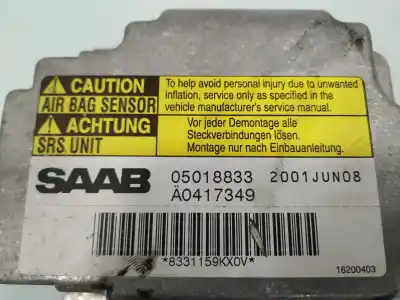 CAUTION
AIR BAG SENSOR
To help avoid personal injury due to unwanted
inflation, service only as specified in the
vehicle manufacturer's service manual.
ACHTUNG
SRS UNIT
Vor jeder Demontage alle
Steckverbindungen lösen.
Montage nur nach Einbauanleitung.
SAAB
05018833 2001JUN08
ÄO417349
*8331159KX0V*
16200403